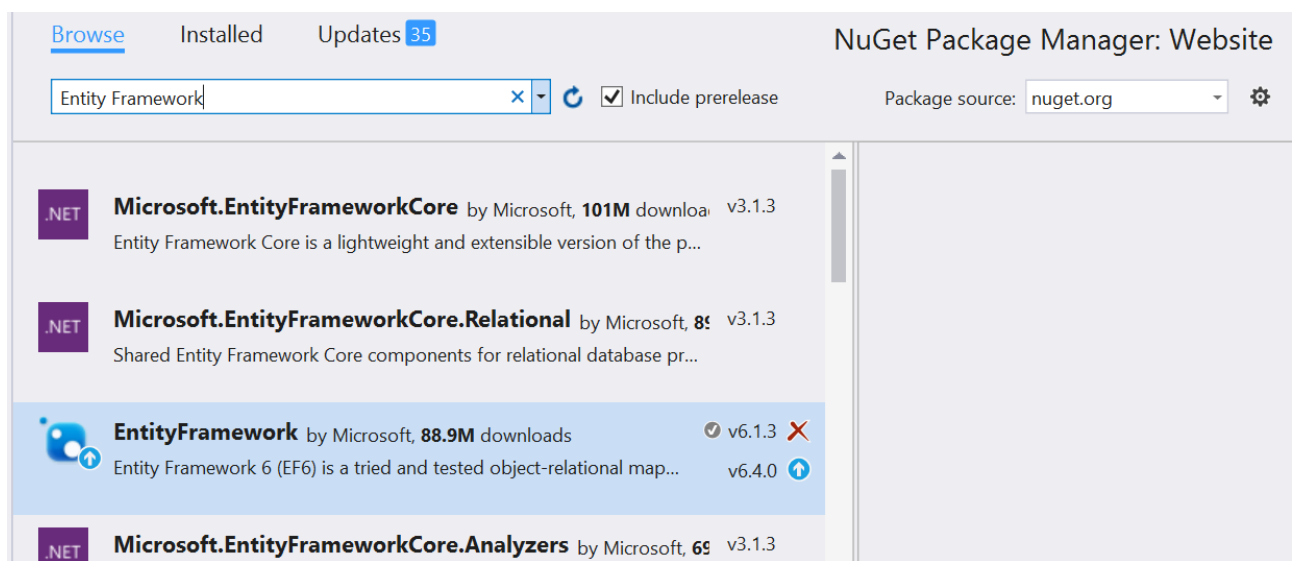 Browse Installed Updates 35
NuGet Package Manager: Website
Entity Framework
Include prerelease
Package source: nuget.org
.NET
Microsoft.EntityFrameworkCore by Microsoft, 101M v3.1.3
Entity Framework Core is a lightweight and extensible version of the p...
.NET
Microsoft.EntityFrameworkCore.Relational by Microsoft, v3.1.3
Shared Entity Framework Core components for relational database pr...
EntityFramework by Microsoft, 88.9M downloads v6.1.3
Entity Framework 6 (EF6) is a tried and tested object-relational map... v6.4.0
.NET
Microsoft.EntityFrameworkCore.Analyzers by Microsoft, v3.1.3